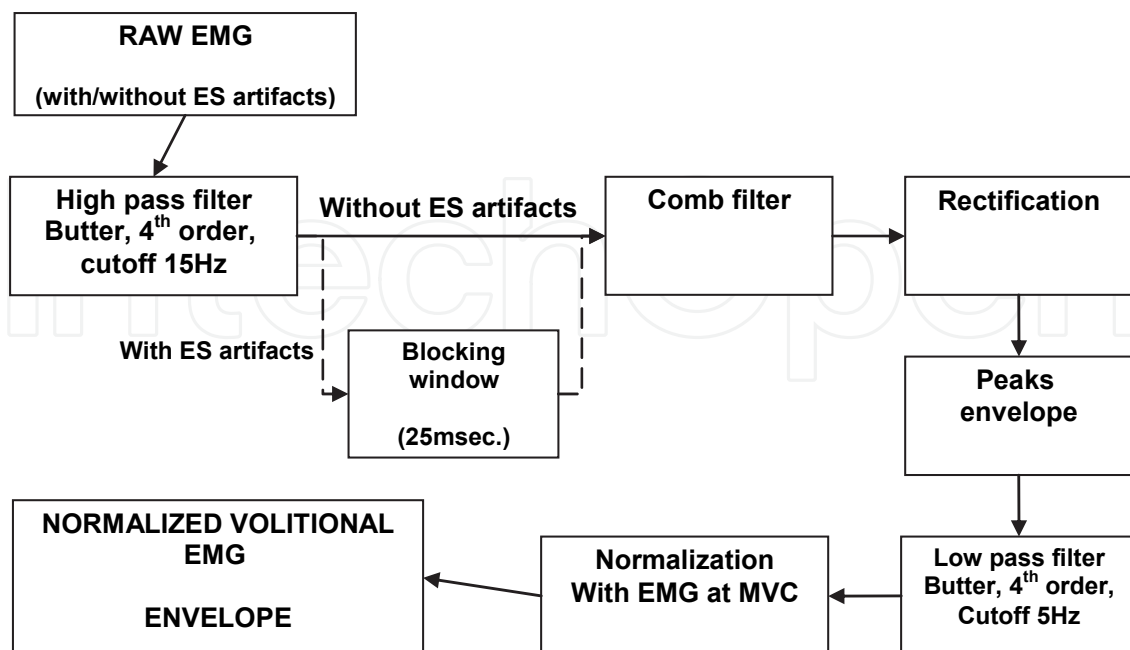 RAW EMG
(with/without ES artifacts)
High pass filter
Butter, 4th order,
cutoff 15Hz
Without ES artifacts
Comb filter
Rectification
With ES artifacts
Blocking
window
(25msec.)
Peaks
envelope
Low pass filter
Butter, 4th order,
Cutoff 5Hz
Normalization
With EMG at MVC
NORMALIZED VOLITIONAL
EMG
ENVELOPE
intechopen